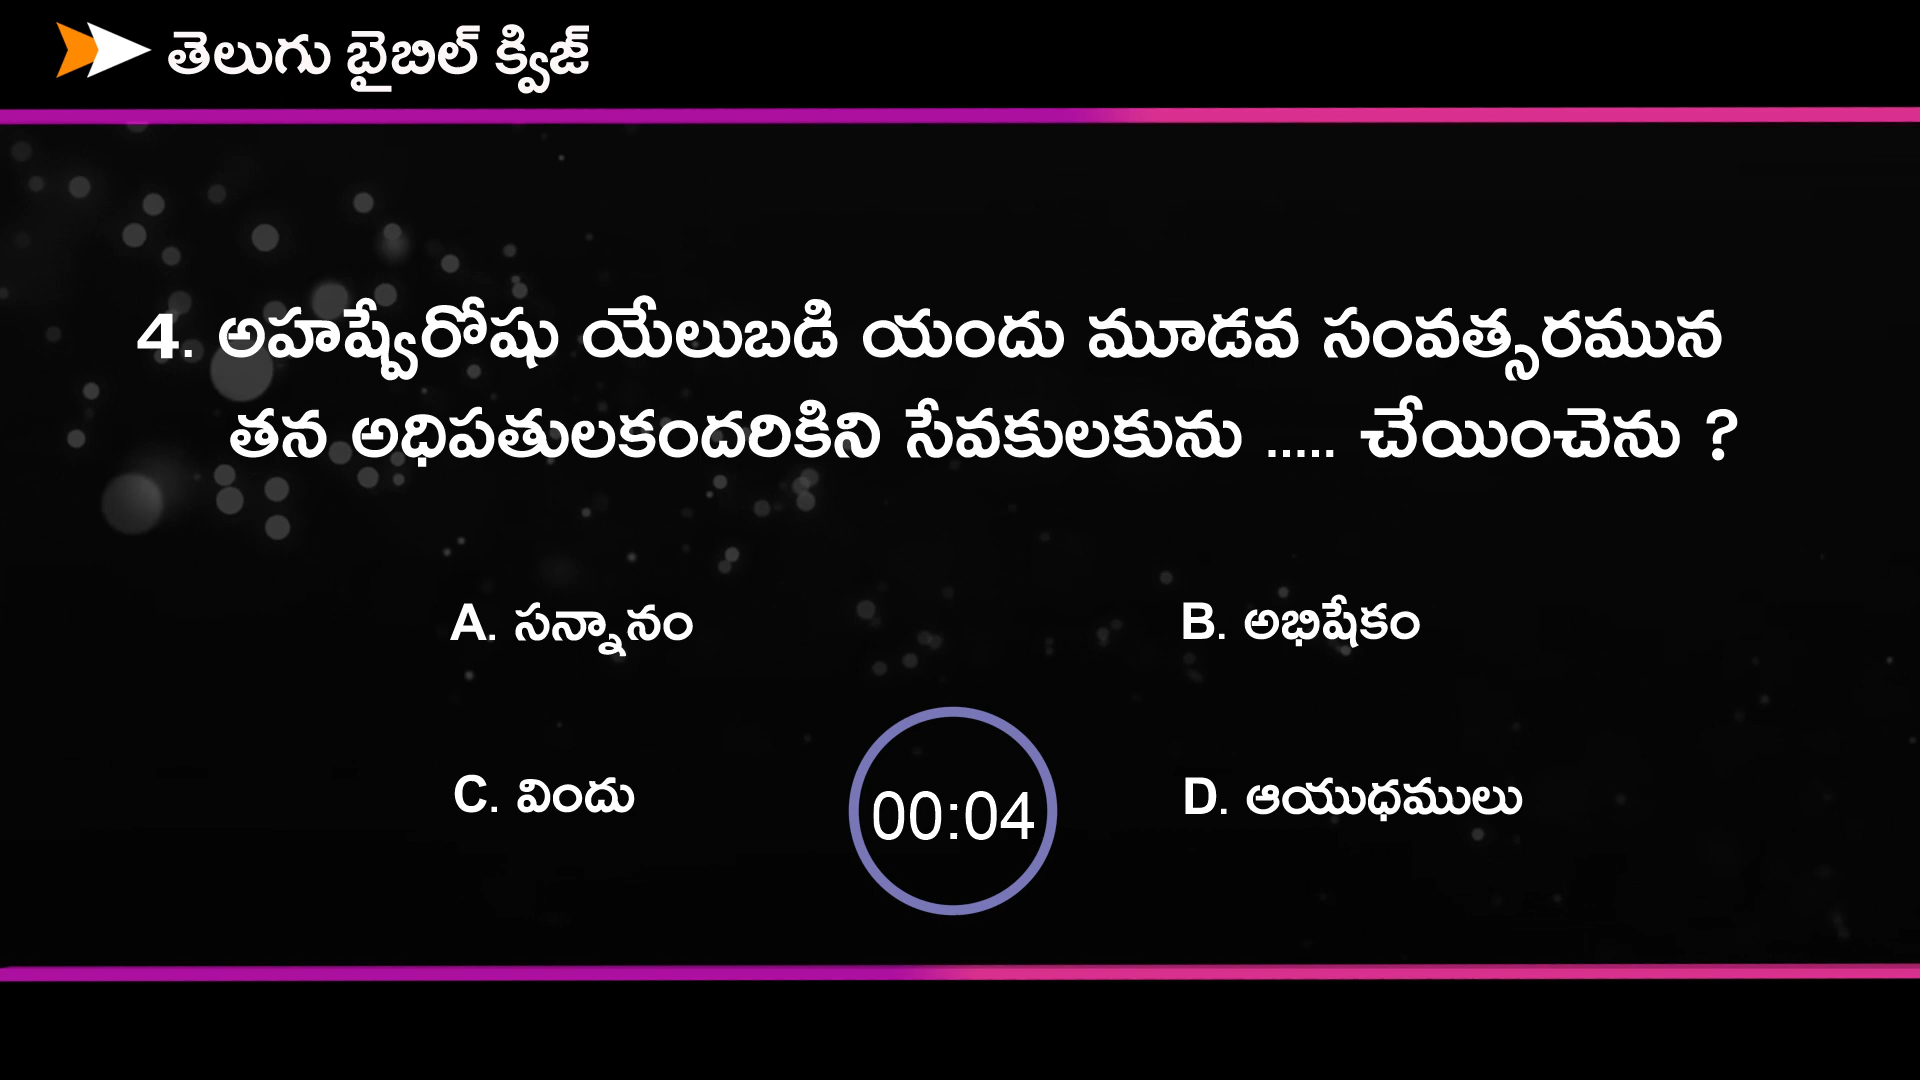 తెలుగు బైబిల్ క్విజ్
4. అహష్వేరోషు యేలుబడి యందు మూడవ సంవత్సరమున
తన అధిపతులకందరికిని సేవకులకును ..... చేయించెను ?
A. సన్నానం
B. అభిషేకం
C. విందు
D. ఆయుధములు
00:04